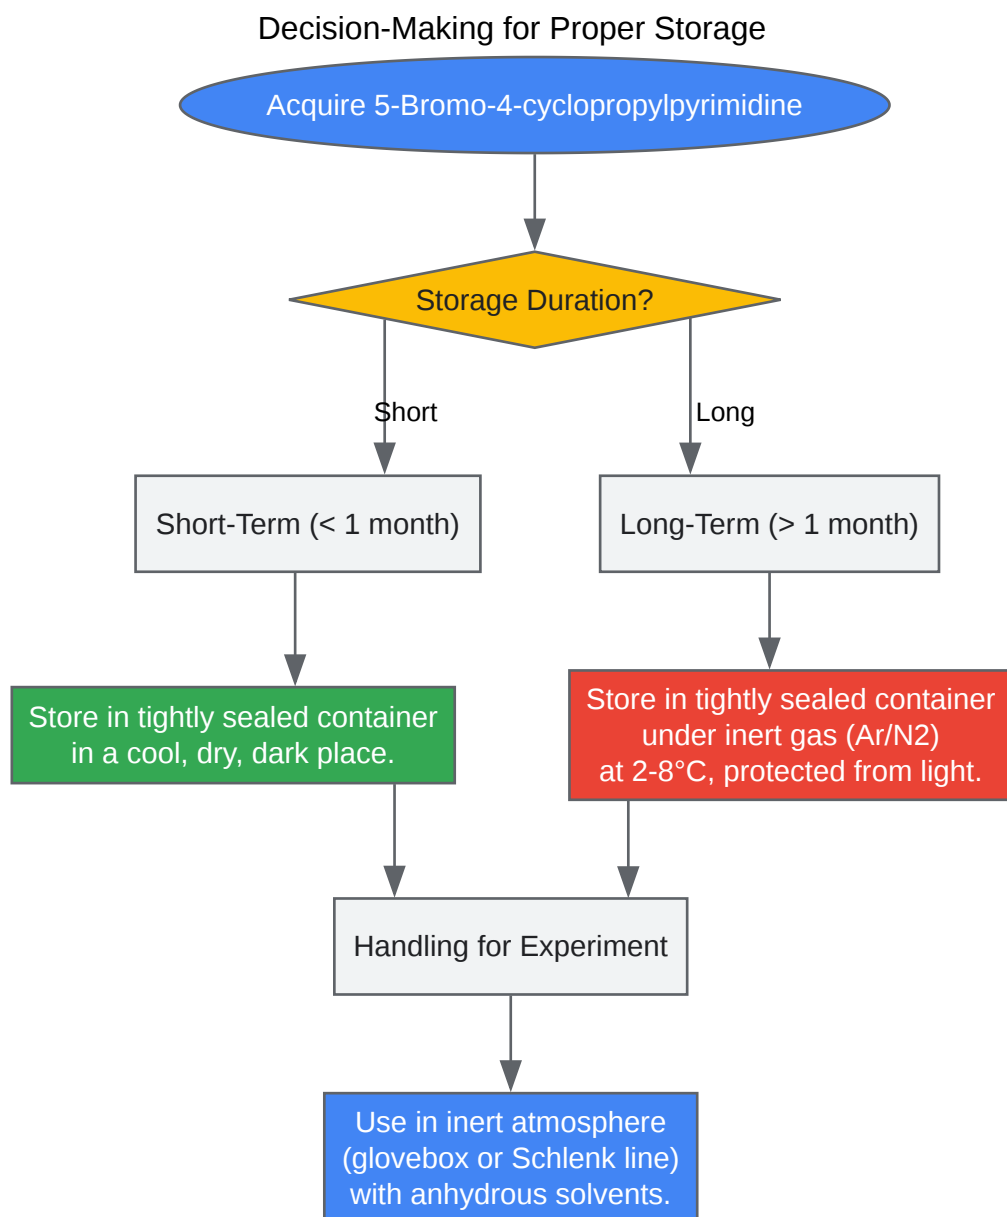 Decision-Making for Proper Storage
Acquire 5-Bromo-4-cyclopropylpyrimidine
Storage Duration?
Short
Long
Short-Term (< 1 month)
Long-Term (> 1 month)
Store in tightly sealed container
in a cool, dry, dark place.
Store in tightly sealed container
under inert gas (Ar/N2)
at 2-8°C, protected from light.
Handling for Experiment
Use in inert atmosphere
(glovebox or Schlenk line)
with anhydrous solvents.